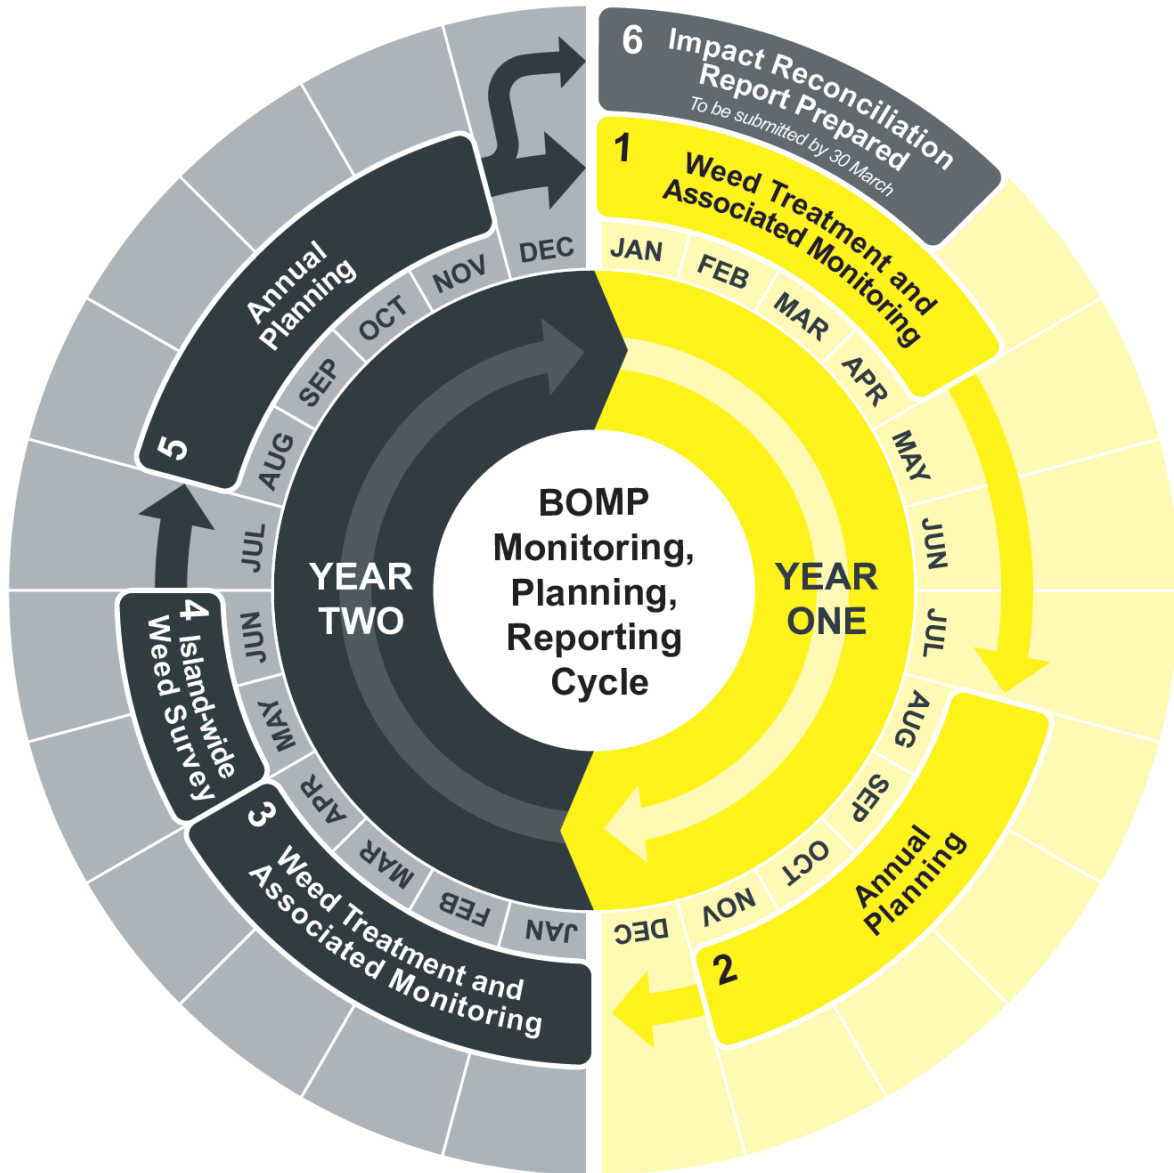 6
Impact Reconciliation
Report Prepared
To be submitted by 30 March
1
Weed Treatment and
Associated Monitoring
JAN
FEB
MAR
APR
MAY
JUN
JUL
AUG
SEP
OCT
NOV
DEC
2
Annual
Planning
YEAR
ONE
BOMP
Monitoring,
Planning,
Reporting
Cycle
YEAR
TWO
3
Weed Treatment and
Associated Monitoring
JAN
FEB
MAR
APR
MAY
JUN
JUL
AUG
SEP
OCT
NOV
DEC
4
Island-wide
Weed Survey
5
Annual
Planning